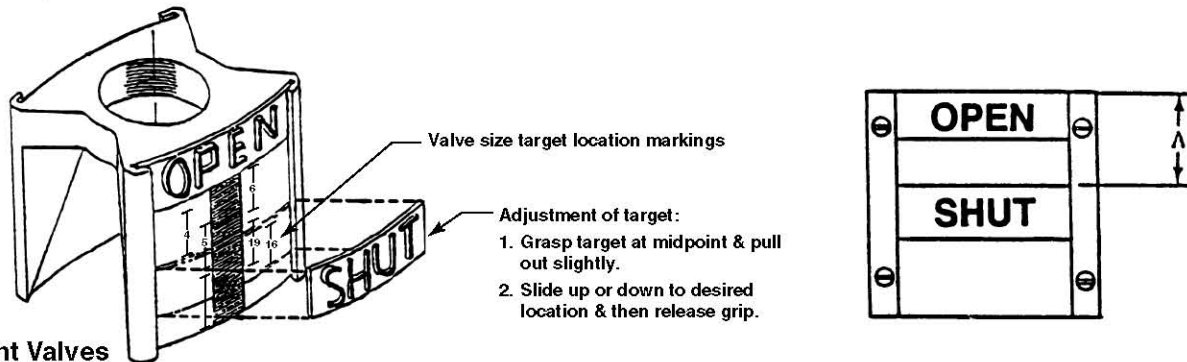 OPEN
6
4
5
19
16
SHUT
Valve size target location markings
Adjustment of target:
1. Grasp target at midpoint & pull
out slightly.
2. Slide up or down to desired
location & then release grip.
OPEN
SHUT
A
nt Valves